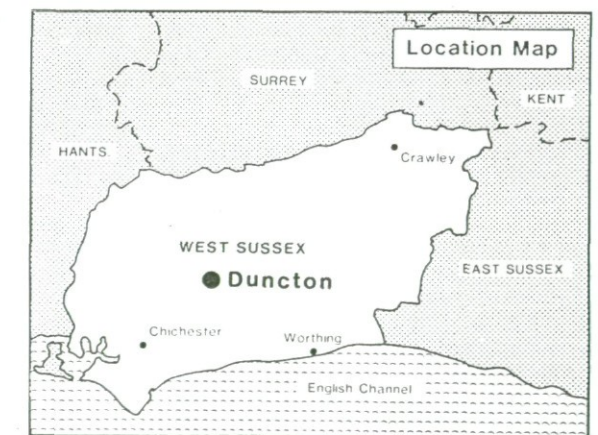 Location Map
SURREY
KENT
HANTS.
Crawley
WEST SUSSEX
Duncton
EAST SUSSEX
Chichester
Worthing
English Channel